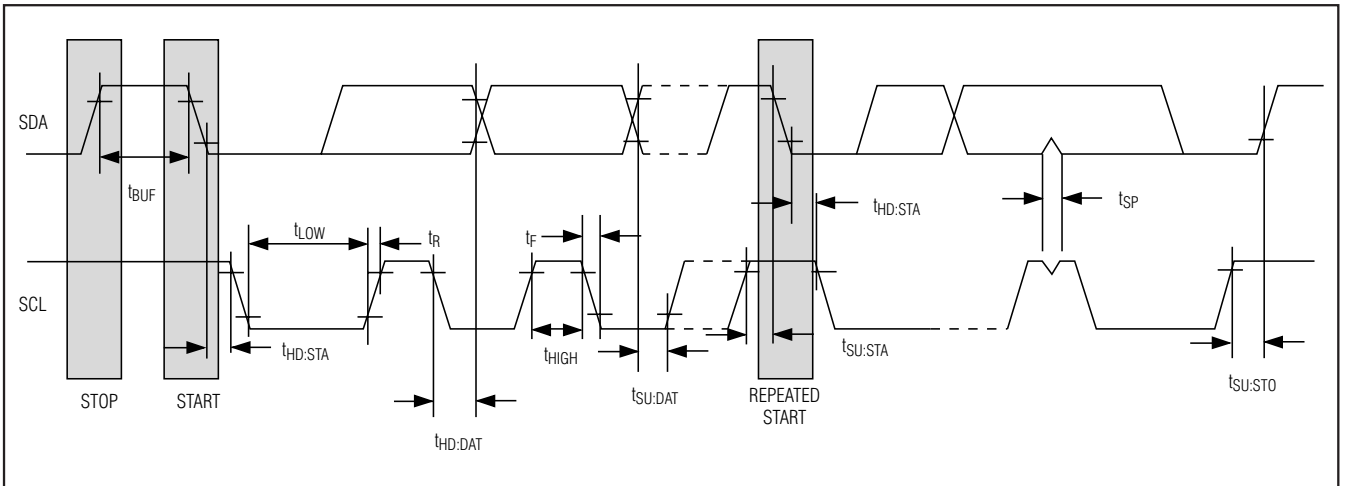 SDA
tBUF
tHD:STA
tSP
tLOW
tR
tF
SCL
tHD:STA
tHIGH
tSU:STA
tSU:DAT
tSU:STO
STOP
START
REPEATED
START
tHD:DAT